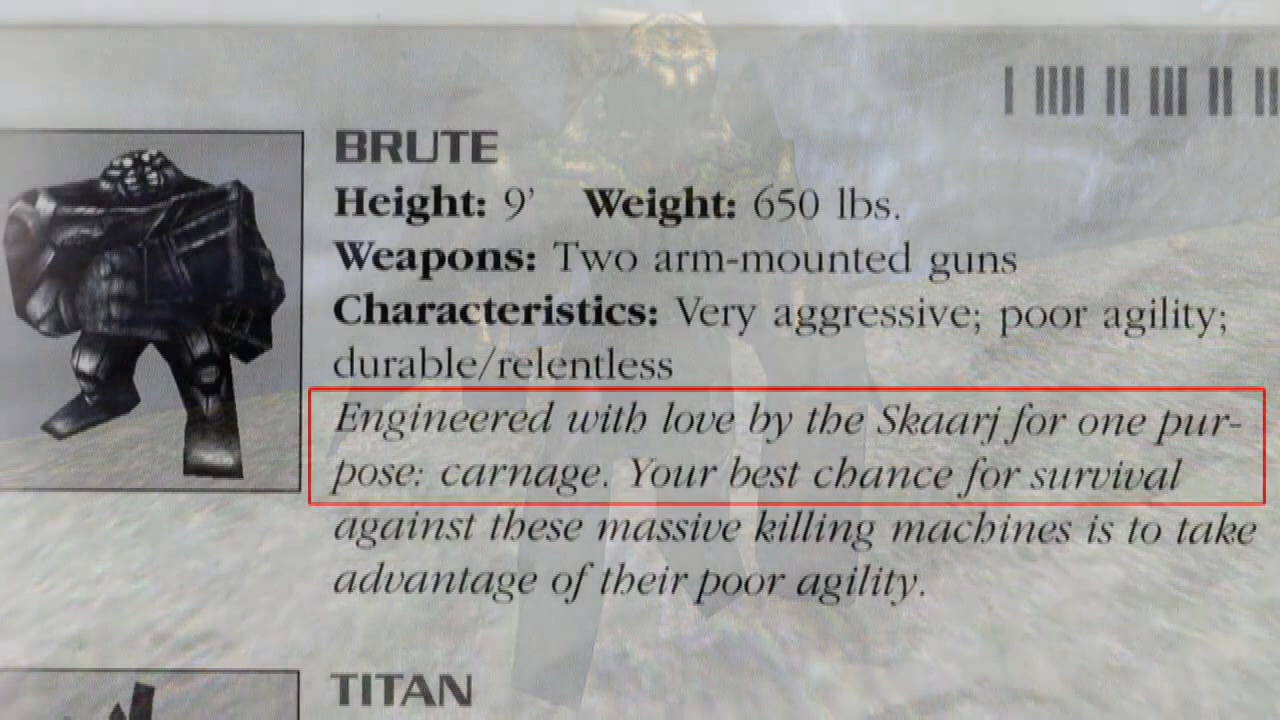 BRUTE
Height: 9’ Weight: 650 lbs.
Weapons: Two arm-mounted guns
Characteristics: Very aggressive; poor agility;
durable/relentless
Engineered with love by the Skaarj for one pur-
pose: carnage. Your best chance for survival
against these massive killing machines is to take
advantage of their poor agility.
TITAN